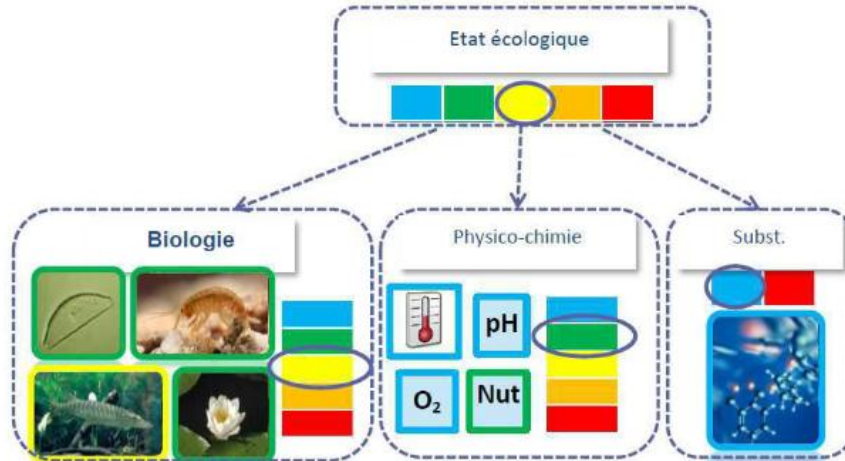 Etat écologique
Biologie
Physico-chimie
Subst.
pH
O₂
Nut